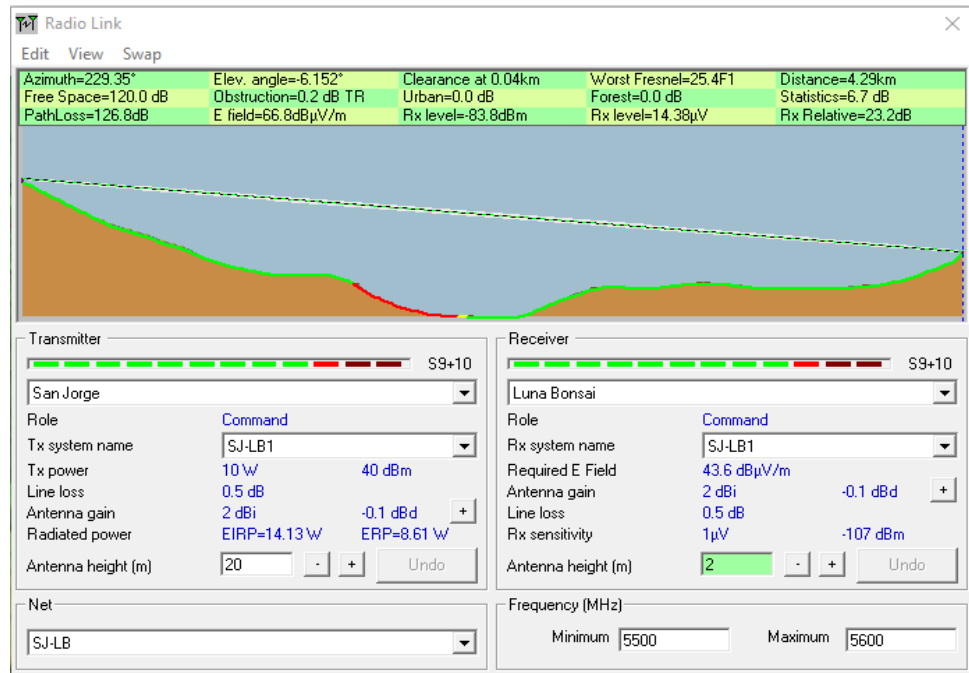 Radio Link
Edit View Swap
Azimuth=229.35° Elev. angle=-6.152° Clearance at 0.04km Worst Fresnel=25.4F1 Distance=4.29km
Free Space=120.0 dB Obstruction=0.2 dB TR Urban=0.0 dB Forest=0.0 dB Statistics=6.7 dB
PathLoss=126.8dB E field=66.8dBµV/m Rx level=-83.8dBm Rx level=14.38µV Rx Relative=23.2dB
Transmitter
S9+10
San Jorge
Role Command
Tx system name SJ-LB1
Tx power 10 W 40 dBm
Line loss 0.5 dB
Antenna gain 2 dBi -0.1 dBd +
Radiated power EIRP=14.13 W ERP=8.61 W
Antenna height (m) 20 - + Undo
Net
SJ-LB
Receiver
S9+10
Luna Bonsai
Role Command
Rx system name SJ-LB1
Required E Field 43.6 dBµV/m
Antenna gain 2 dBi -0.1 dBd +
Line loss 0.5 dB
Rx sensitivity 1µV -107 dBm
Antenna height (m) 2 - + Undo
Frequency (MHz)
Minimum 5500 Maximum 5600